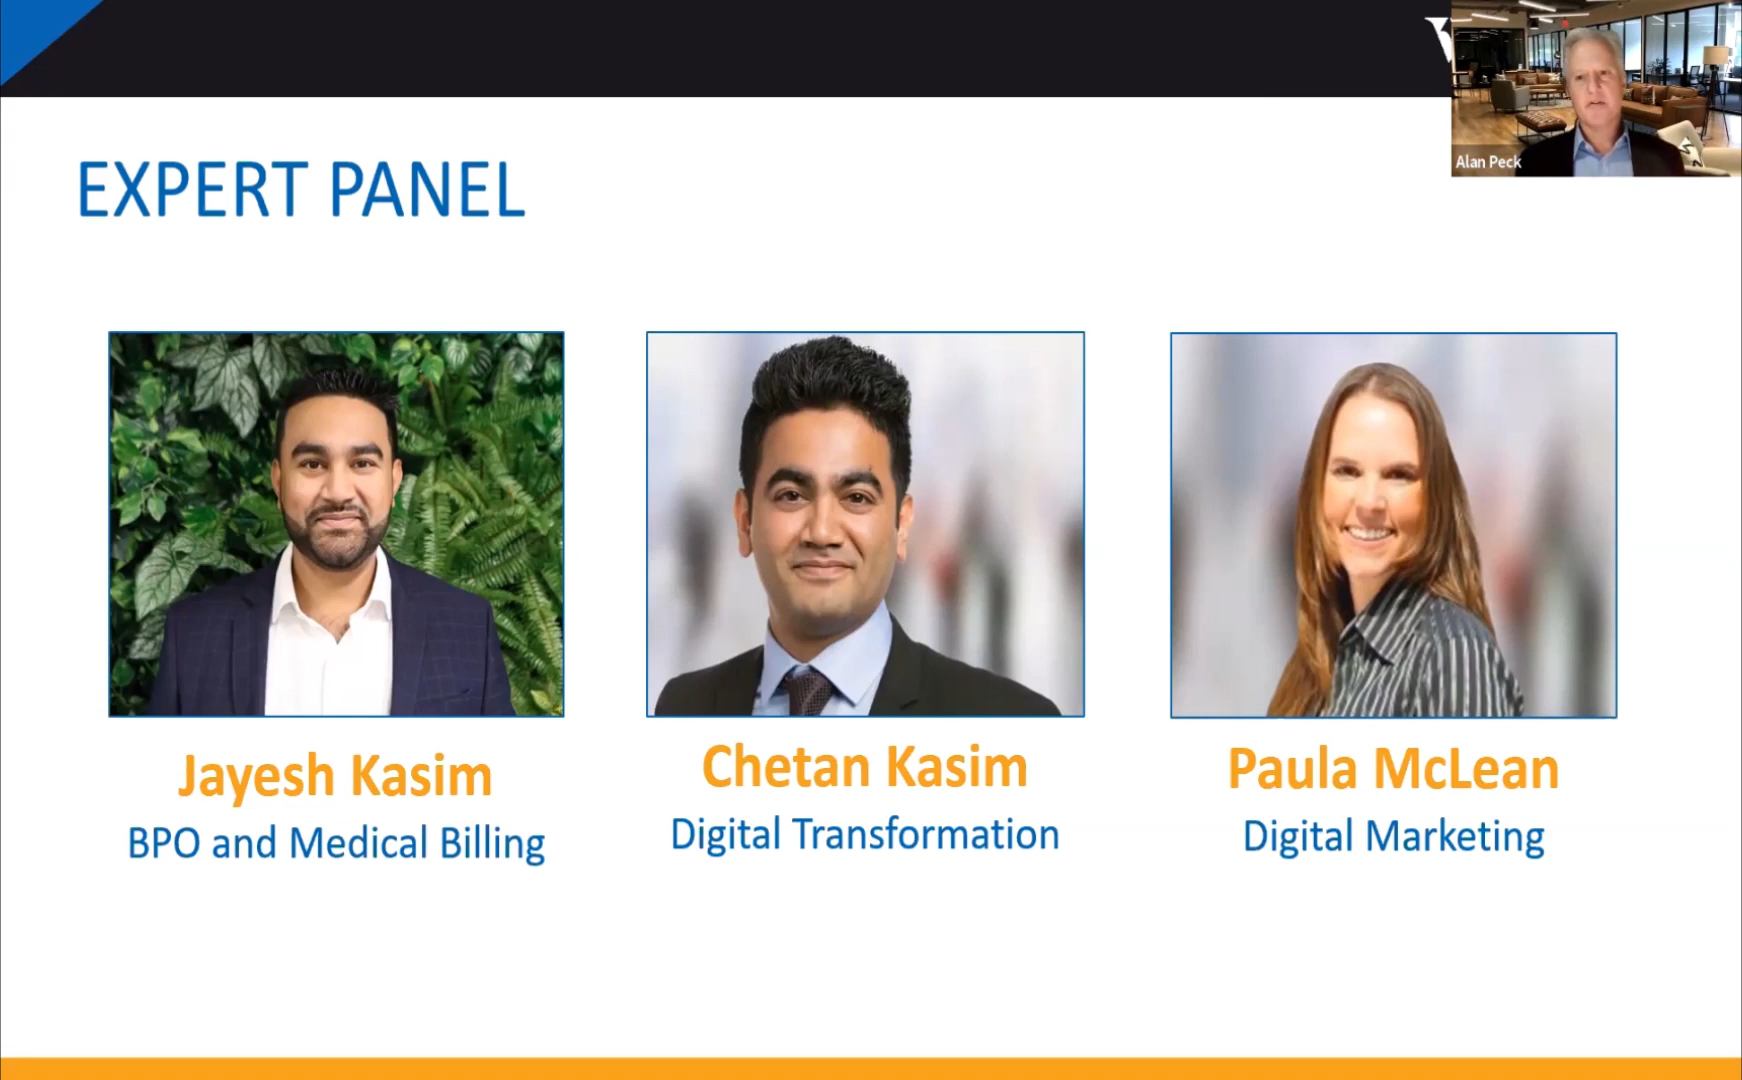 Alan Peck
EXPERT PANEL
Jayesh Kasim
BPO and Medical Billing
Chetan Kasim
Digital Transformation
Paula McLean
Digital Marketing